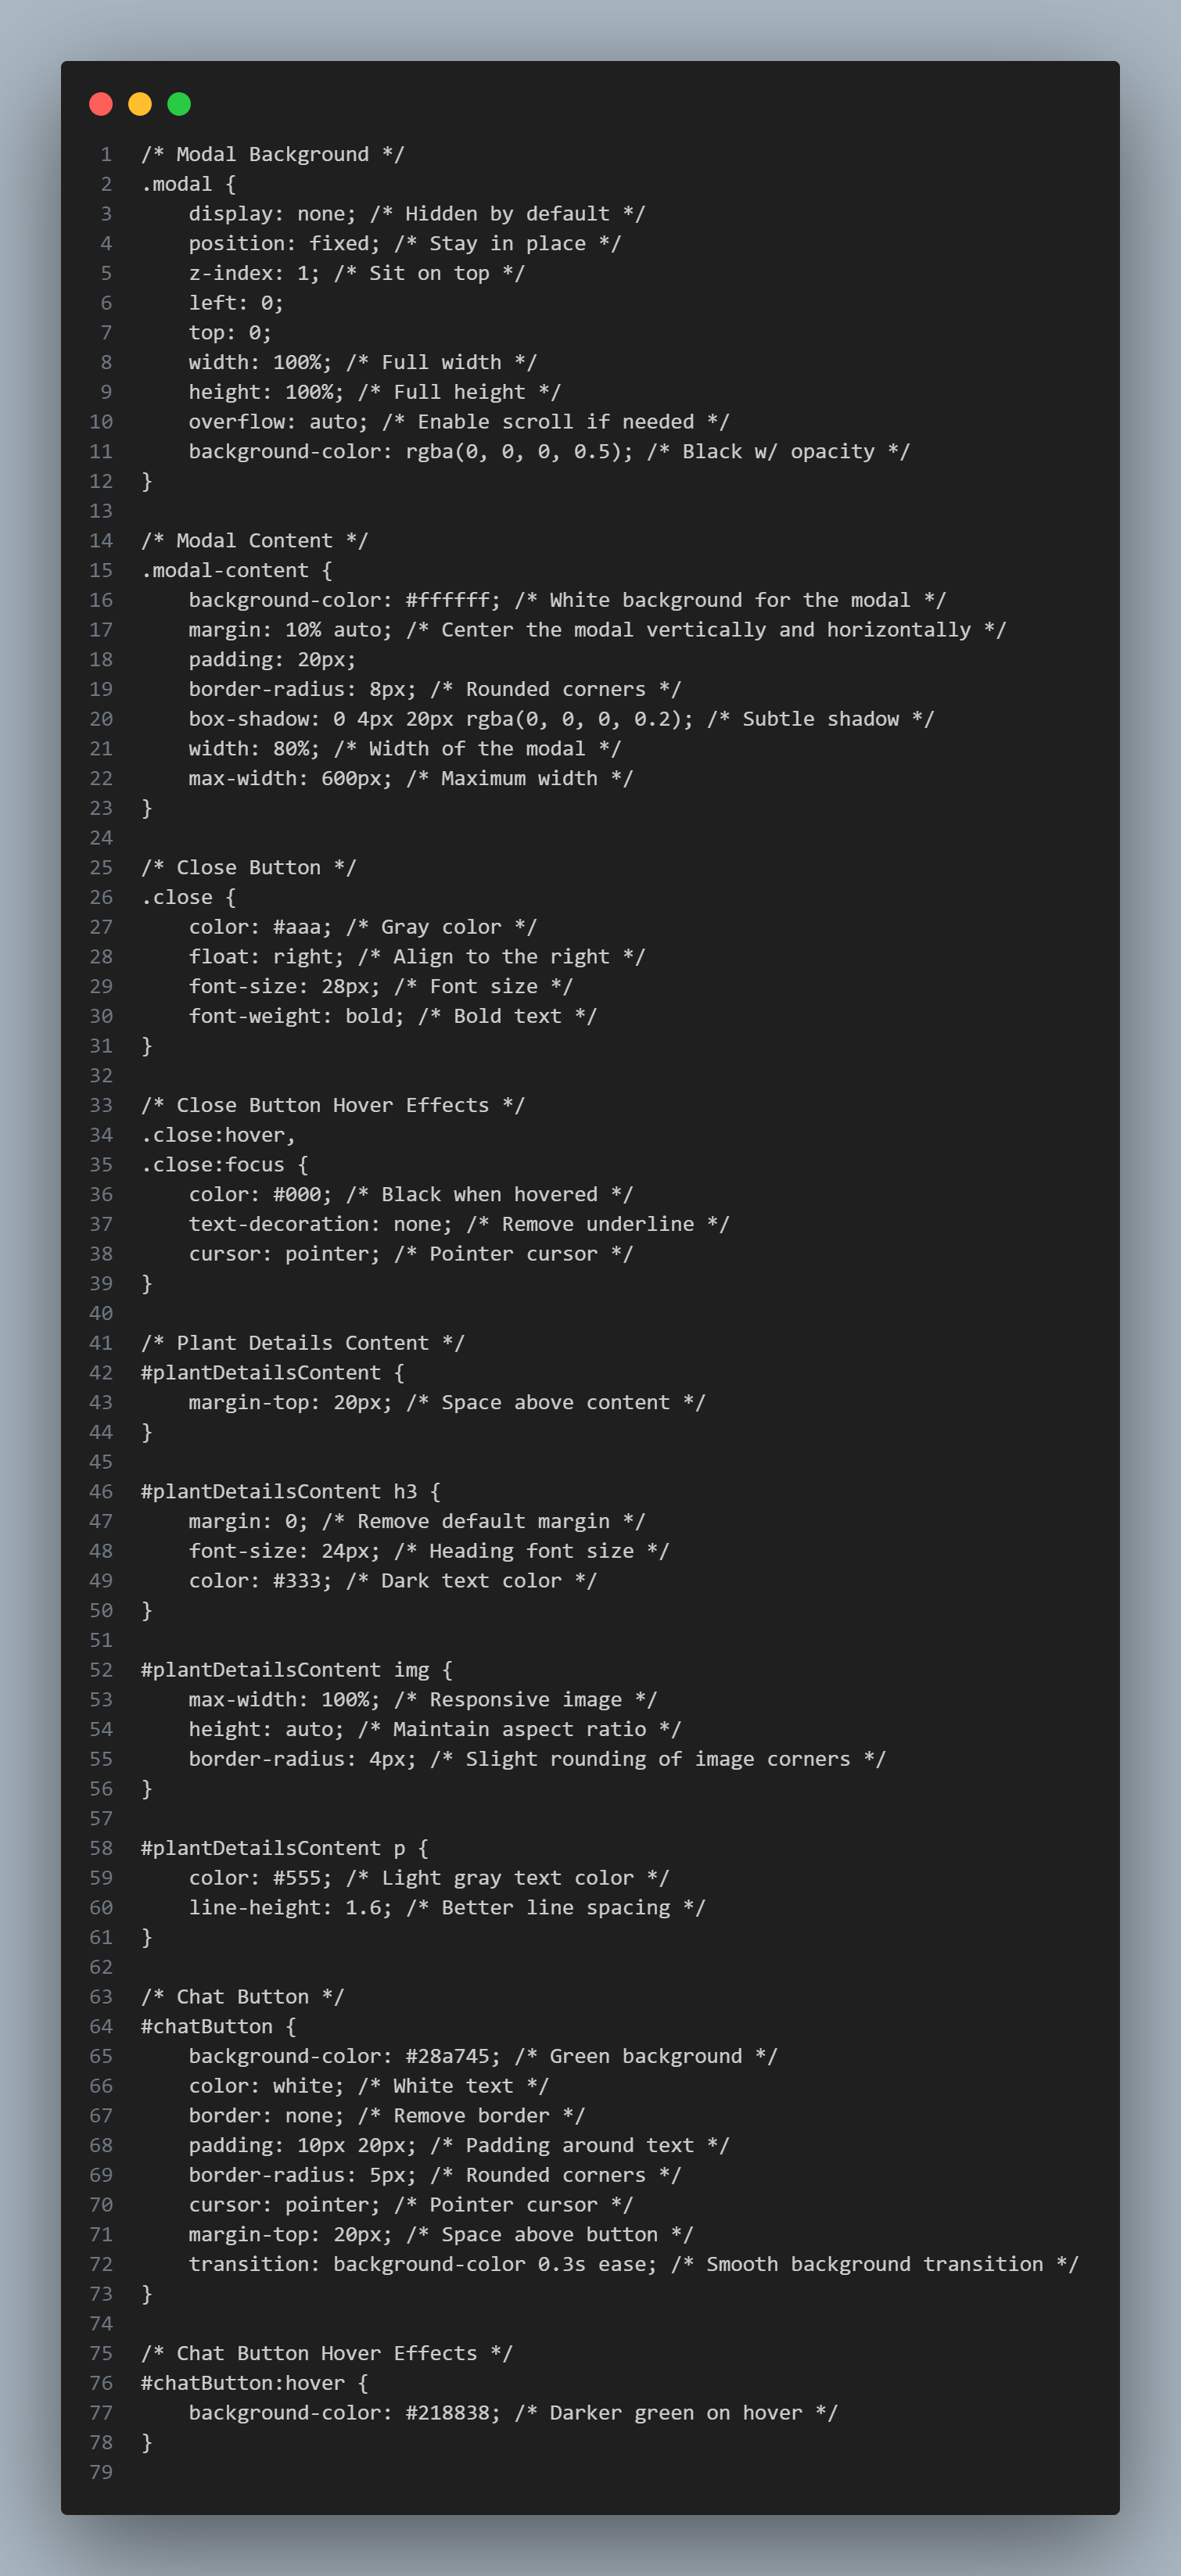 1 /* Modal Background */
2 .modal {
3     display: none; /* Hidden by default */
4     position: fixed; /* Stay in place */
5     z-index: 1; /* Sit on top */
6     left: 0;
7     top: 0;
8     width: 100%; /* Full width */
9     height: 100%; /* Full height */
10     overflow: auto; /* Enable scroll if needed */
11     background-color: rgba(0, 0, 0, 0.5); /* Black w/ opacity */
12 }
13
14 /* Modal Content */
15 .modal-content {
16     background-color: #ffffff; /* White background for the modal */
17     margin: 10% auto; /* Center the modal vertically and horizontally */
18     padding: 20px;
19     border-radius: 8px; /* Rounded corners */
20     box-shadow: 0 4px 20px rgba(0, 0, 0, 0.2); /* Subtle shadow */
21     width: 80%; /* Width of the modal */
22     max-width: 600px; /* Maximum width */
23 }
24
25 /* Close Button */
26 .close {
27     color: #aaa; /* Gray color */
28     float: right; /* Align to the right */
29     font-size: 28px; /* Font size */
30     font-weight: bold; /* Bold text */
31 }
32
33 /* Close Button Hover Effects */
34 .close:hover,
35 .close:focus {
36     color: #000; /* Black when hovered */
37     text-decoration: none; /* Remove underline */
38     cursor: pointer; /* Pointer cursor */
39 }
40
41 /* Plant Details Content */
42 #plantDetailsContent {
43     margin-top: 20px; /* Space above content */
44 }
45
46 #plantDetailsContent h3 {
47     margin: 0; /* Remove default margin */
48     font-size: 24px; /* Heading font size */
49     color: #333; /* Dark text color */
50 }
51
52 #plantDetailsContent img {
53     max-width: 100%; /* Responsive image */
54     height: auto; /* Maintain aspect ratio */
55     border-radius: 4px; /* Slight rounding of image corners */
56 }
57
58 #plantDetailsContent p {
59     color: #555; /* Light gray text color */
60     line-height: 1.6; /* Better line spacing */
61 }
62
63 /* Chat Button */
64 #chatButton {
65     background-color: #28a745; /* Green background */
66     color: white; /* White text */
67     border: none; /* Remove border */
68     padding: 10px 20px; /* Padding around text */
69     border-radius: 5px; /* Rounded corners */
70     cursor: pointer; /* Pointer cursor */
71     margin-top: 20px; /* Space above button */
72     transition: background-color 0.3s ease; /* Smooth background transition */
73 }
74
75 /* Chat Button Hover Effects */
76 #chatButton:hover {
77     background-color: #218838; /* Darker green on hover */
78 }
79